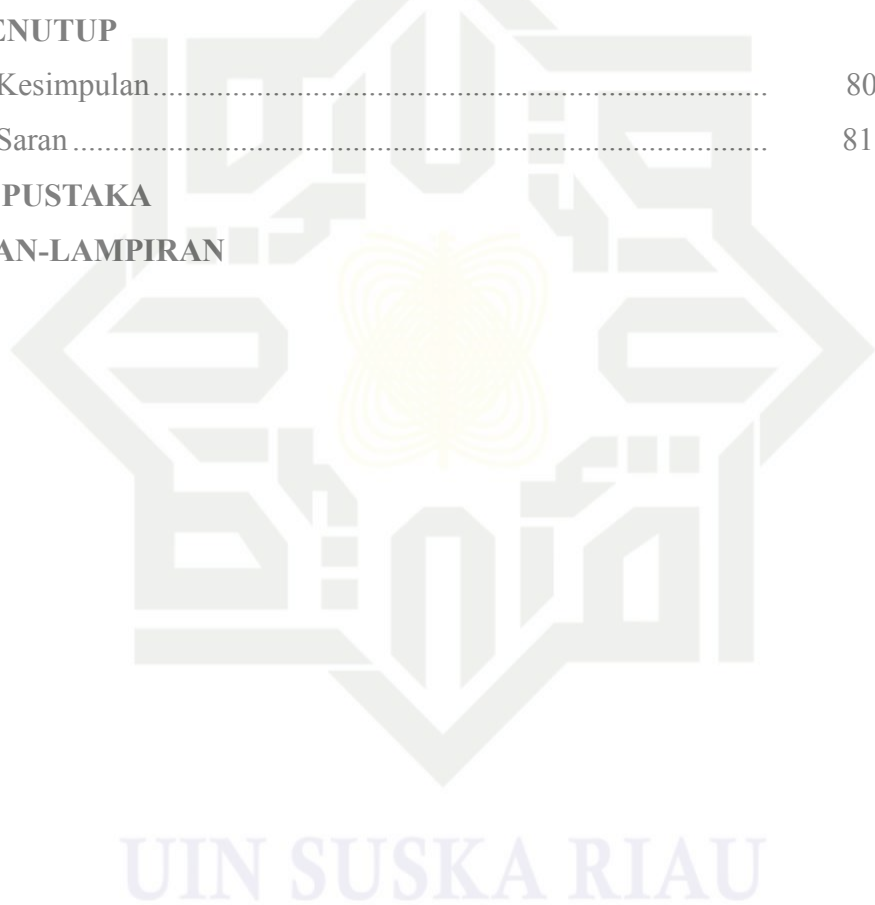 ENUTUP
Kesimpulan........................................................................... 80
Saran..................................................................................... 81
PUSTAKA
AN-LAMPIRAN
UIN SUSKA RIAU